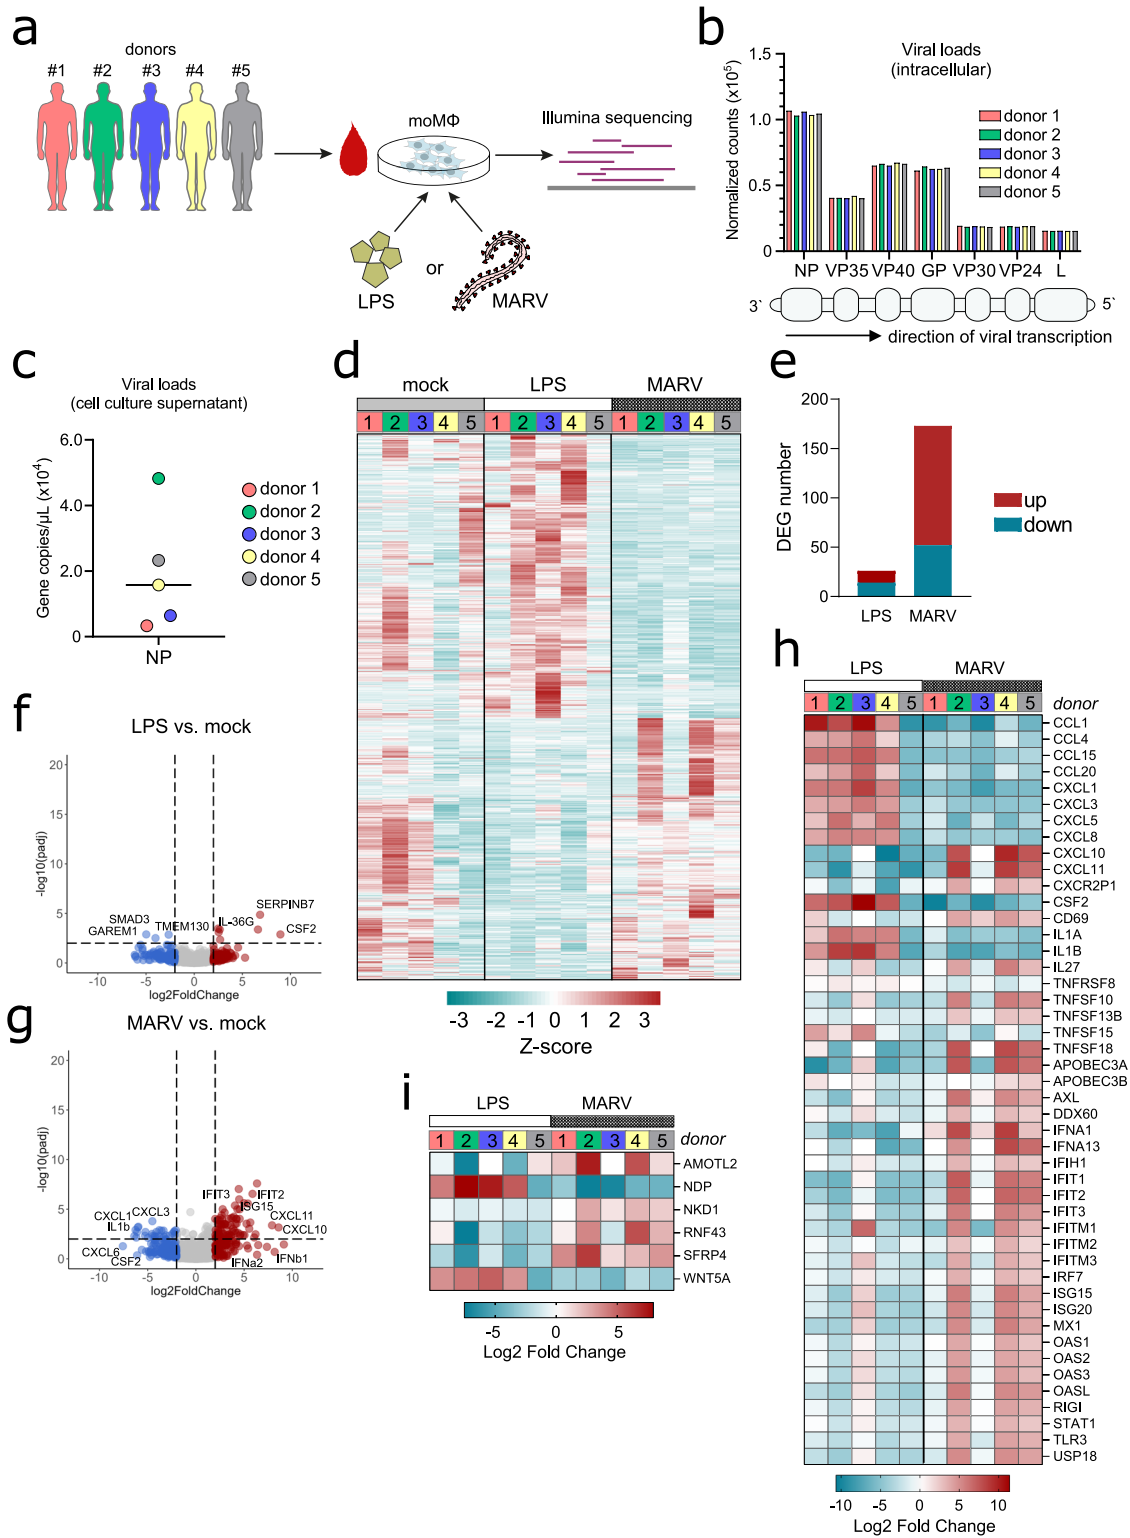 a
donors
#1 #2 #3 #4 #5
moMΦ
Illumina sequencing
LPS
or
MARV
b
Viral loads
(intracellular)
Normalized counts (x10⁵)
1.5
1.0
0.5
0
donor 1
donor 2
donor 3
donor 4
donor 5
NP VP35 VP40 GP VP30 VP24 L
3` 5`
direction of viral transcription
c
Viral loads
(cell culture supernatant)
Gene copies/µL (x10⁴)
6.0
4.0
2.0
0
NP
donor 1
donor 2
donor 3
donor 4
donor 5
d
mock LPS MARV
1 2 3 4 5 1 2 3 4 5 1 2 3 4 5
-3 -2 -1 0 1 2 3
Z-score
e
DEG number
200
150
100
50
0
LPS MARV
up
down
f
LPS vs. mock
-log10(padj)
20
15
10
5
0
SERPINB7
SMAD3
GAREM1
TMEM130
IL-36G
CSF2
-10 -5 0 5 10
log2FoldChange
g
MARV vs. mock
-log10(padj)
20
15
10
5
0
IFIT3
IFIT2
ISG15
CXCL1
CXCL3
CXCL11
IL1b
CXCL10
CXCL6
CSF2
IFNa2
IFNb1
-10 -5 0 5 10
log2FoldChange
h
LPS MARV
1 2 3 4 5 1 2 3 4 5 donor
CCL1
CCL4
CCL15
CCL20
CXCL1
CXCL3
CXCL5
CXCL8
CXCL10
CXCL11
CXCR2P1
CSF2
CD69
IL1A
IL1B
IL27
TNFRSF8
TNFSF10
TNFSF13B
TNFSF15
TNFSF18
APOBEC3A
APOBEC3B
AXL
DDX60
IFNA1
IFNA13
IFIH1
IFIT1
IFIT2
IFIT3
IFITM1
IFITM2
IFITM3
IRF7
ISG15
ISG20
MX1
OAS1
OAS2
OAS3
OASL
RIGI
STAT1
TLR3
USP18
-10 -5 0 5 10
Log2 Fold Change
i
LPS MARV
1 2 3 4 5 1 2 3 4 5 donor
AMOTL2
NDP
NKD1
RNF43
SFRP4
WNT5A
-5 0 5
Log2 Fold Change